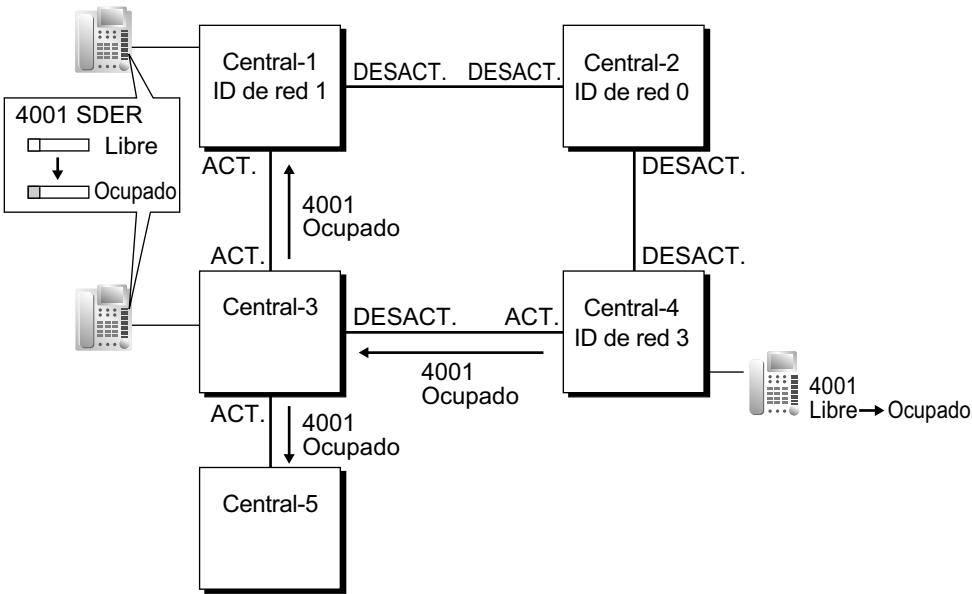 Central-1
ID de red 1
DESACT.
DESACT.
Central-2
ID de red 0
4001 SDER
Libre
Ocupado
ACT.
4001
Ocupado
ACT.
DESACT.
DESACT.
Central-3
DESACT.
ACT.
Central-4
ID de red 3
4001
Ocupado
4001
Libre→Ocupado
ACT.
4001
Ocupado
Central-5